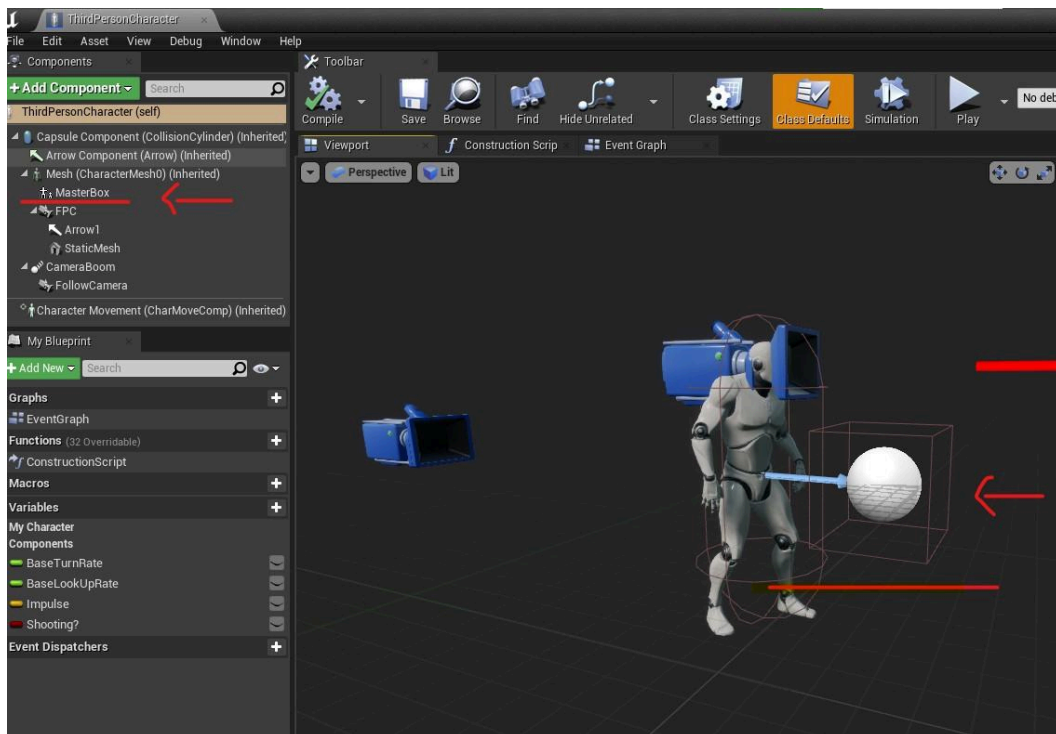 ThirdPersonCharacter
File Edit Asset View Debug Window Help
Components
Toolbar
+ Add Component
Search
ThirdPersonCharacter (self)
Capsule Component (CollisionCylinder) (Inherited)
Arrow Component (Arrow) (Inherited)
Mesh (CharacterMesh0) (Inherited)
MasterBox
FPC
Arrow1
StaticMesh
CameraBoom
FollowCamera
Character Movement (CharMoveComp) (Inherited)
Compile Save Browse Find Hide Unrelated Class Settings Class Defaults Simulation Play
No deb
Viewport Construction Scrip Event Graph
Perspective Lit
My Blueprint
+ Add New Search
Graphs
EventGraph
Functions (32 Overridable)
ConstructionScript
Macros
Variables
My Character
Components
BaseTurnRate
BaseLookUpRate
Impulse
Shooting?
Event Dispatchers